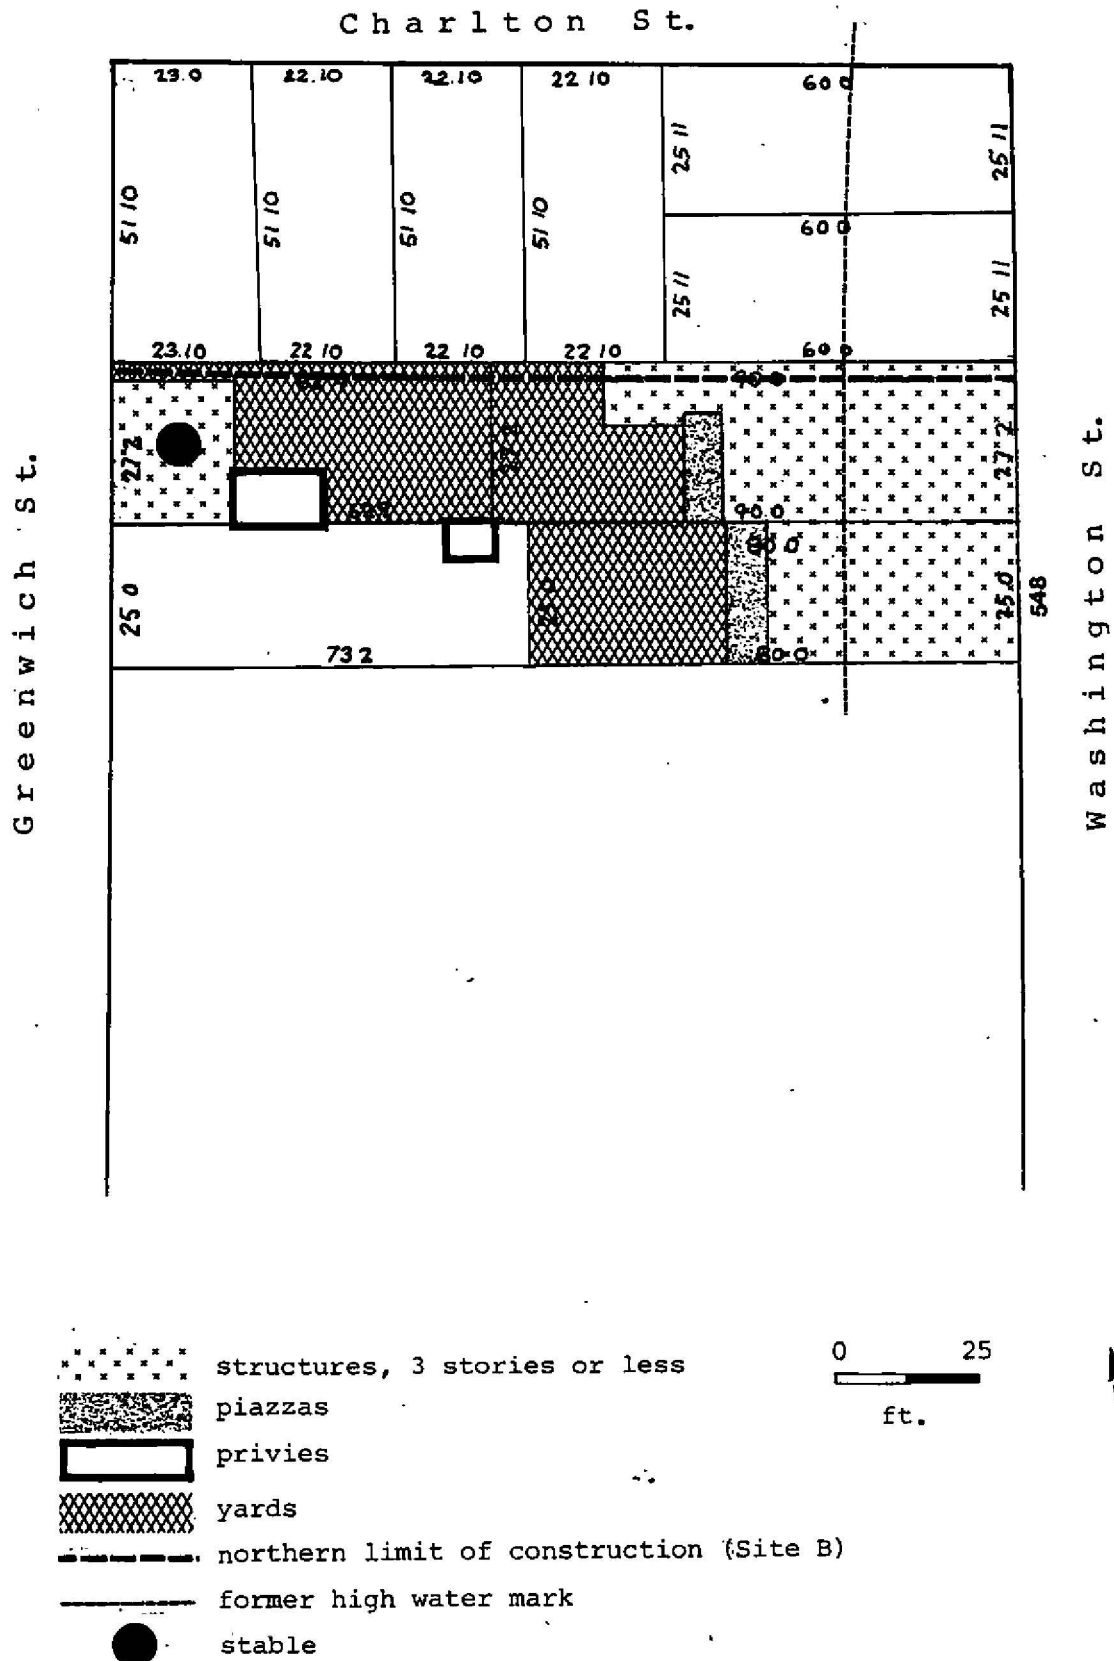 Charlton St.
23.0 22.10 22.10 22 10 60 0
51 10 51 10 51 10 51 10 25 11 25 11
60 0
25 11 25 11
23.10 22 10 22 10 22 10 60 0
27 2 27 2
90.0
60 0
25 0 25.0 548
73 2 60.0
Greenwich St.
Washington St.
structures, 3 stories or less
piazzas
privies
yards
northern limit of construction (Site B)
former high water mark
stable
0 25
ft.